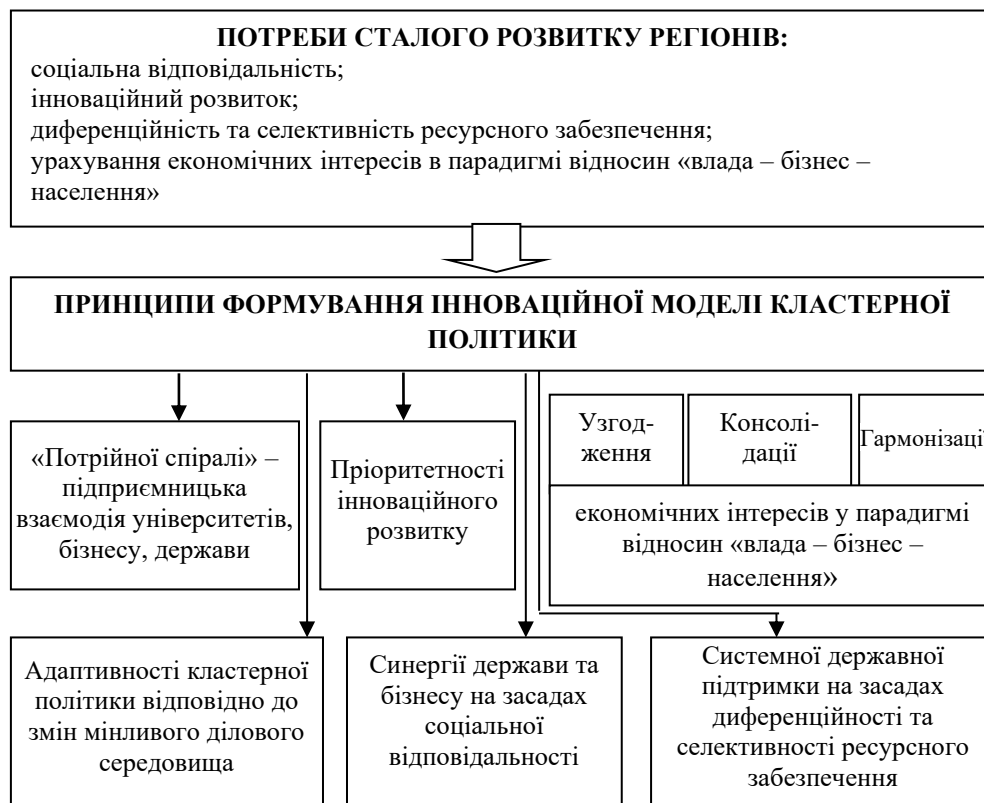 ПОТРЕБИ СТАЛОГО РОЗВИТКУ РЕГІОНІВ:
соціальна відповідальність;
інноваційний розвиток;
диференційність та селективність ресурсного забезпечення;
урахування економічних інтересів в парадигмі відносин «влада – бізнес –
населення»
ПРИНЦИПИ ФОРМУВАННЯ ІННОВАЦІЙНОЇ МОДЕЛІ КЛАСТЕРНОЇ
ПОЛІТИКИ
«Потрійної спіралі» –
підприємницька
взаємодія університетів,
бізнесу, держави
Пріоритетності
інноваційного
розвитку
Узгод-
ження
Консолі-
дації
Гармонізації
економічних інтересів у парадигмі
відносин «влада – бізнес –
населення»
Адаптивності кластерної
політики відповідно до
змін мінливого ділового
середовища
Синергії держави та
бізнесу на засадах
соціальної
відповідальності
Системної державної
підтримки на засадах
диференційності та
селективності ресурсного
забезпечення